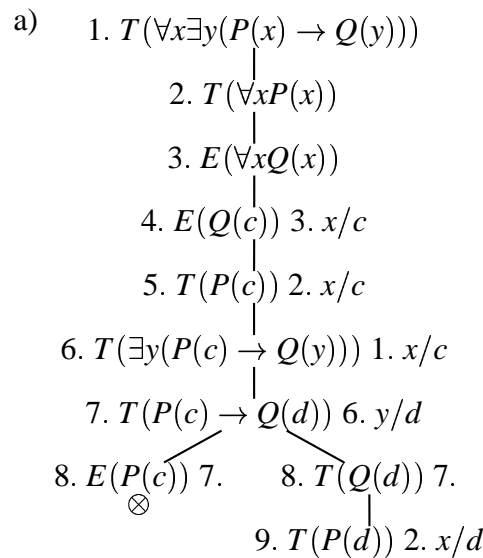 a) 1. T(∀x∃y(P(x) → Q(y)))
2. T(∀xP(x))
3. E(∀xQ(x))
4. E(Q(c)) 3. x/c
5. T(P(c)) 2. x/c
6. T(∃y(P(c) → Q(y))) 1. x/c
7. T(P(c) → Q(d)) 6. y/d
8. E(P(c)) 7. 8. T(Q(d)) 7.
⊗
9. T(P(d)) 2. x/d